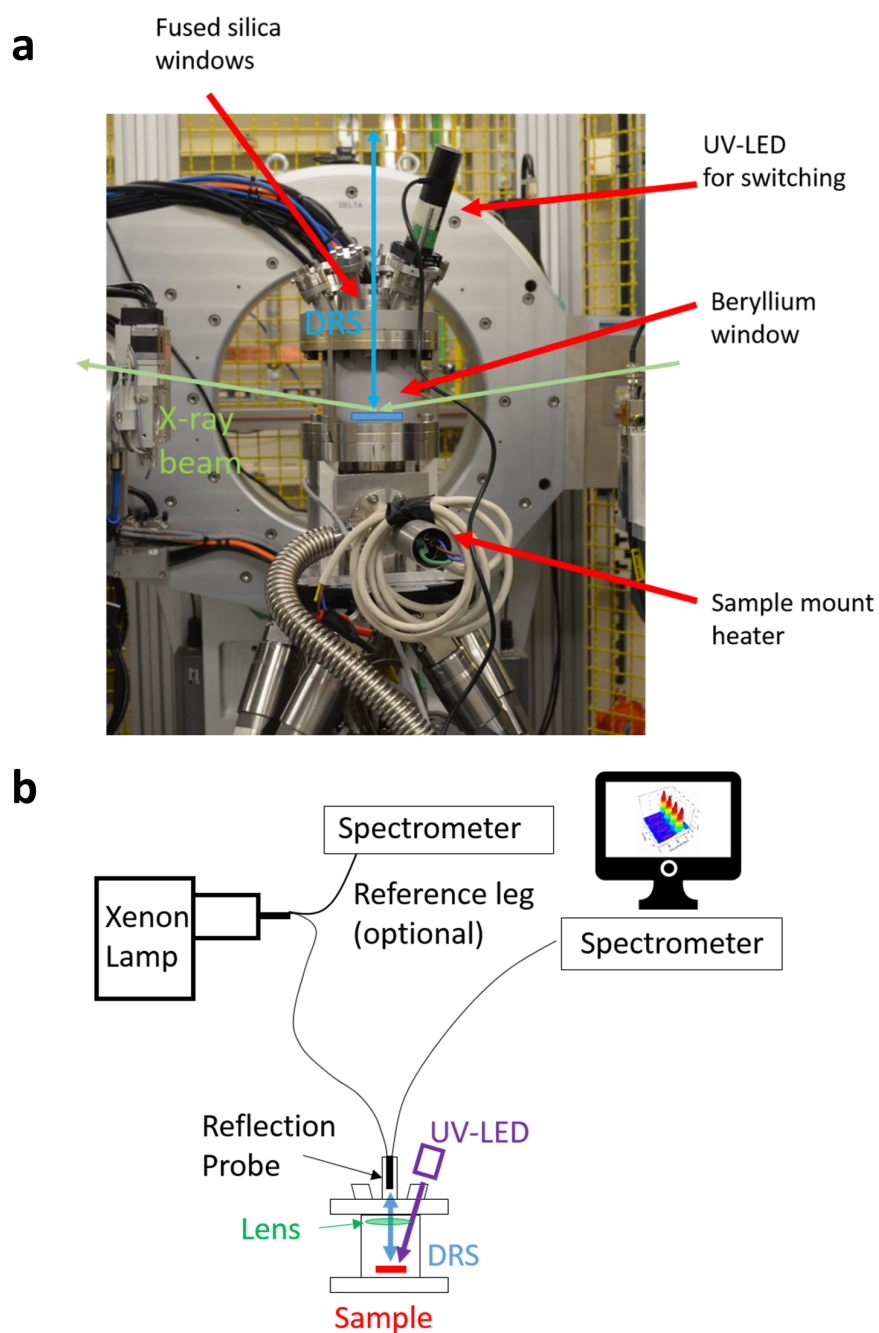 a
Fused silica
windows
UV-LED
for switching
DELTA
DRS
Beryllium
window
X-ray
beam
Sample mount
heater
b
Spectrometer
Xenon
Lamp
Reference leg
(optional)
Spectrometer
Reflection
Probe
UV-LED
Lens
DRS
Sample